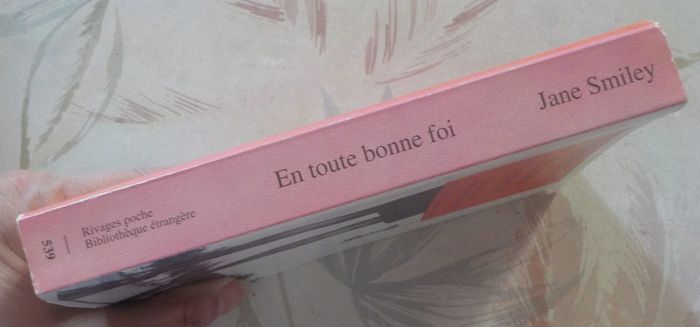 539
Rivages poche
Bibliothèque étrangère
En toute bonne foi
Jane Smiley